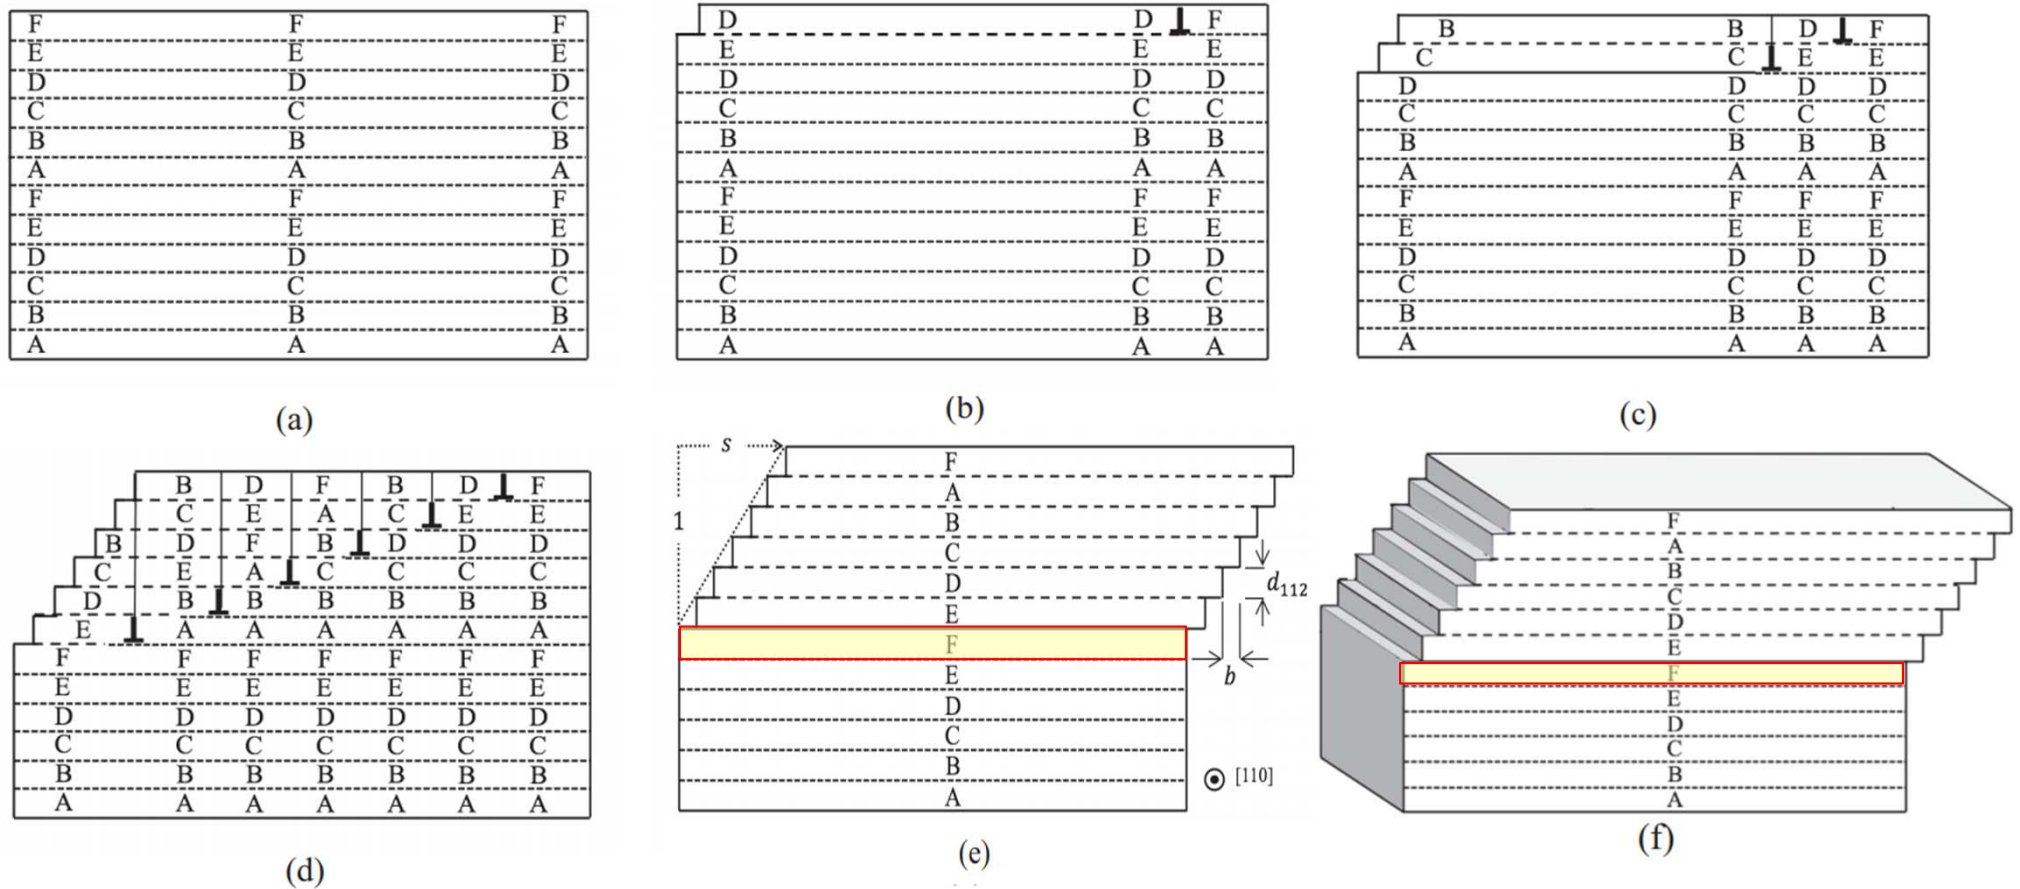 F F F
E E E
D D D
C C C
B B B
A A A
F F F
E E E
D D D
C C C
B B B
A A A
(a)
D D F
E E E
D D D
C C C
B B B
A A A
F F F
E E E
D D D
C C C
B B B
A A A
(b)
B B D F
C C E E
D D D D
C C C C
B B B B
A A A A
F F F F
E E E E
D D D D
C C C C
B B B B
A A A A
(c)
B D F B D F
C E A C E E
B D F B D D D
C E A C C C C
D B B B B B B
E A A A A A A
F F F F F F F
E E E E E E E
D D D D D D D
C C C C C C C
B B B B B B B
A A A A A A A
(d)
s
F
A
1
B
C
D d112
E
F
E b
D
C
B [110]
A
(e)
F
A
B
C
D
E
F
E
D
C
B
A
(f)